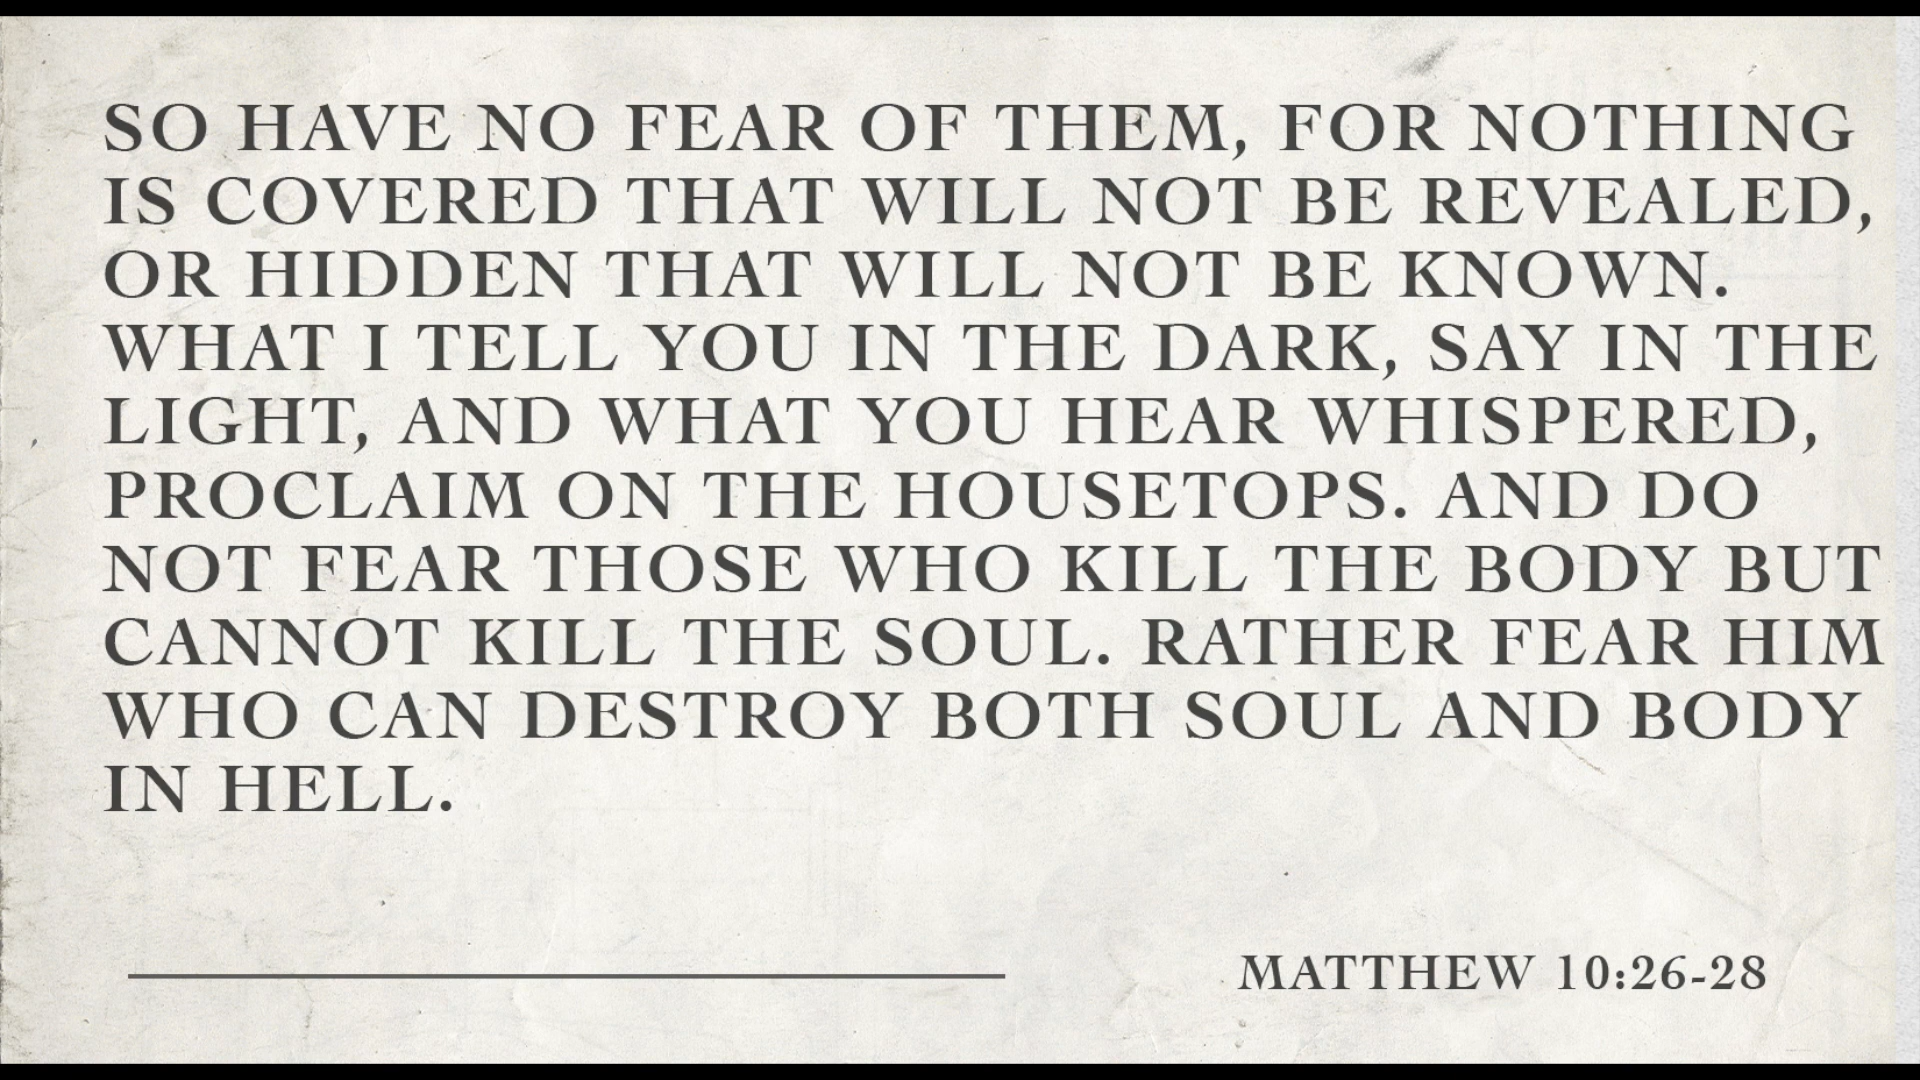 SO HAVE NO FEAR OF THEM, FOR NOTHING
IS COVERED THAT WILL NOT BE REVEALED,
OR HIDDEN THAT WILL NOT BE KNOWN.
WHAT I TELL YOU IN THE DARK, SAY IN THE
LIGHT, AND WHAT YOU HEAR WHISPERED,
PROCLAIM ON THE HOUSETOPS. AND DO
NOT FEAR THOSE WHO KILL THE BODY BUT
CANNOT KILL THE SOUL. RATHER FEAR HIM
WHO CAN DESTROY BOTH SOUL AND BODY
IN HELL.
MATTHEW 10:26-28